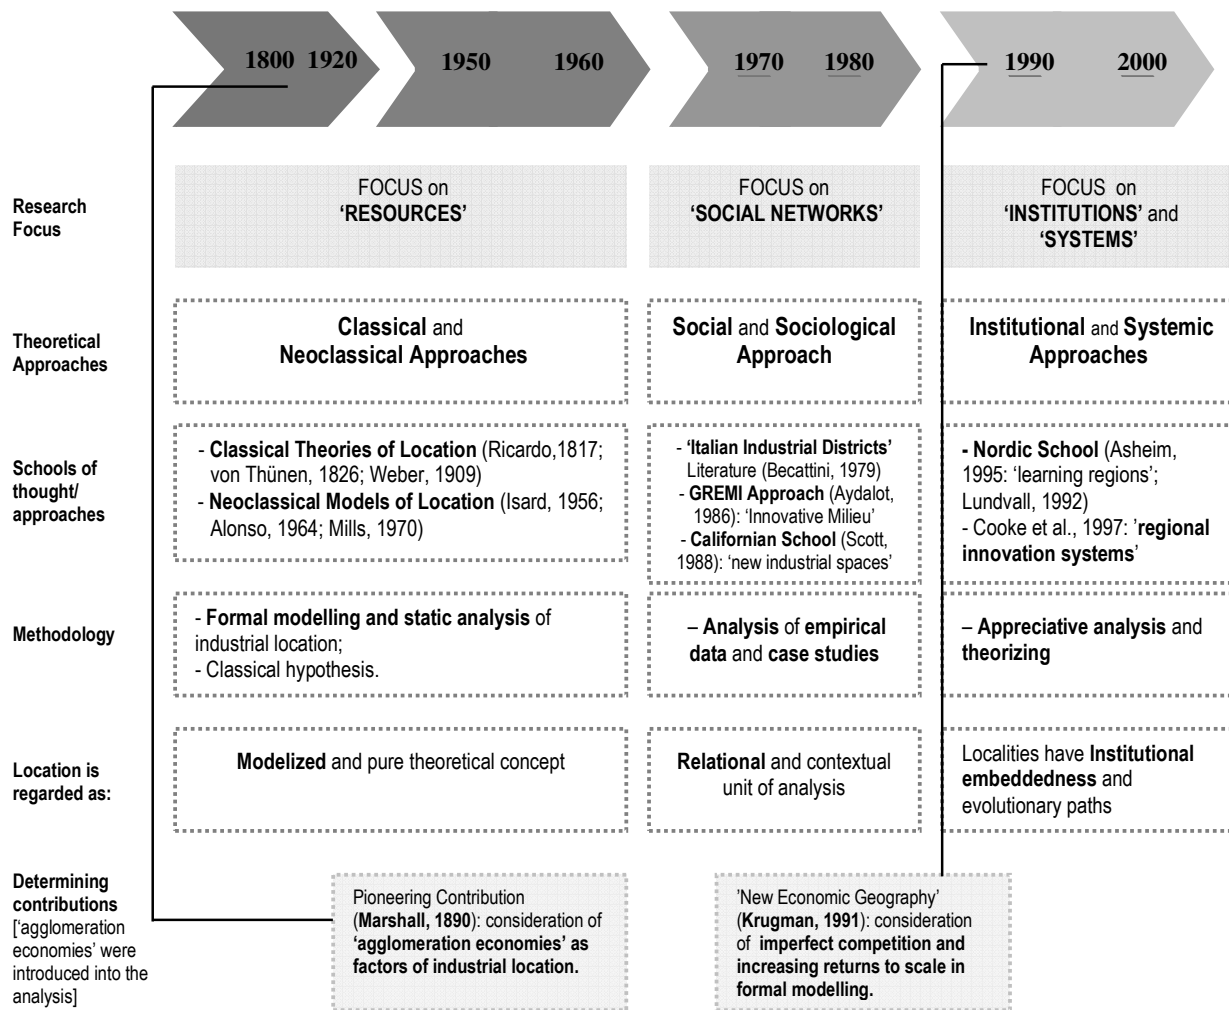 1800 1920 1950 1960 1970 1980 1990 2000
Research
Focus
FOCUS on
‘RESOURCES’
FOCUS on
‘SOCIAL NETWORKS’
FOCUS on
‘INSTITUTIONS’ and
‘SYSTEMS’
Theoretical
Approaches
Classical and
Neoclassical Approaches
Social and Sociological
Approach
Institutional and Systemic
Approaches
Schools of
thought/
approaches
- Classical Theories of Location (Ricardo,1817;
von Thünen, 1826; Weber, 1909)
- Neoclassical Models of Location (Isard, 1956;
Alonso, 1964; Mills, 1970)
- ‘Italian Industrial Districts’
Literature (Becattini, 1979)
- GREMI Approach (Aydalot,
1986): ‘Innovative Milieu’
- Californian School (Scott,
1988): ‘new industrial spaces’
- Nordic School (Asheim,
1995: ‘learning regions’;
Lundvall, 1992)
- Cooke et al., 1997: ’regional
innovation systems’
Methodology
- Formal modelling and static analysis of
industrial location;
- Classical hypothesis.
– Analysis of empirical
data and case studies
– Appreciative analysis and
theorizing
Location is
regarded as:
Modelized and pure theoretical concept
Relational and contextual
unit of analysis
Localities have Institutional
embeddedness and
evolutionary paths
Determining
contributions
[‘agglomeration
economies’ were
introduced into the
analysis]
Pioneering Contribution
(Marshall, 1890): consideration of
‘agglomeration economies’ as
factors of industrial location.
’New Economic Geography’
(Krugman, 1991): consideration
of imperfect competition and
increasing returns to scale in
formal modelling.